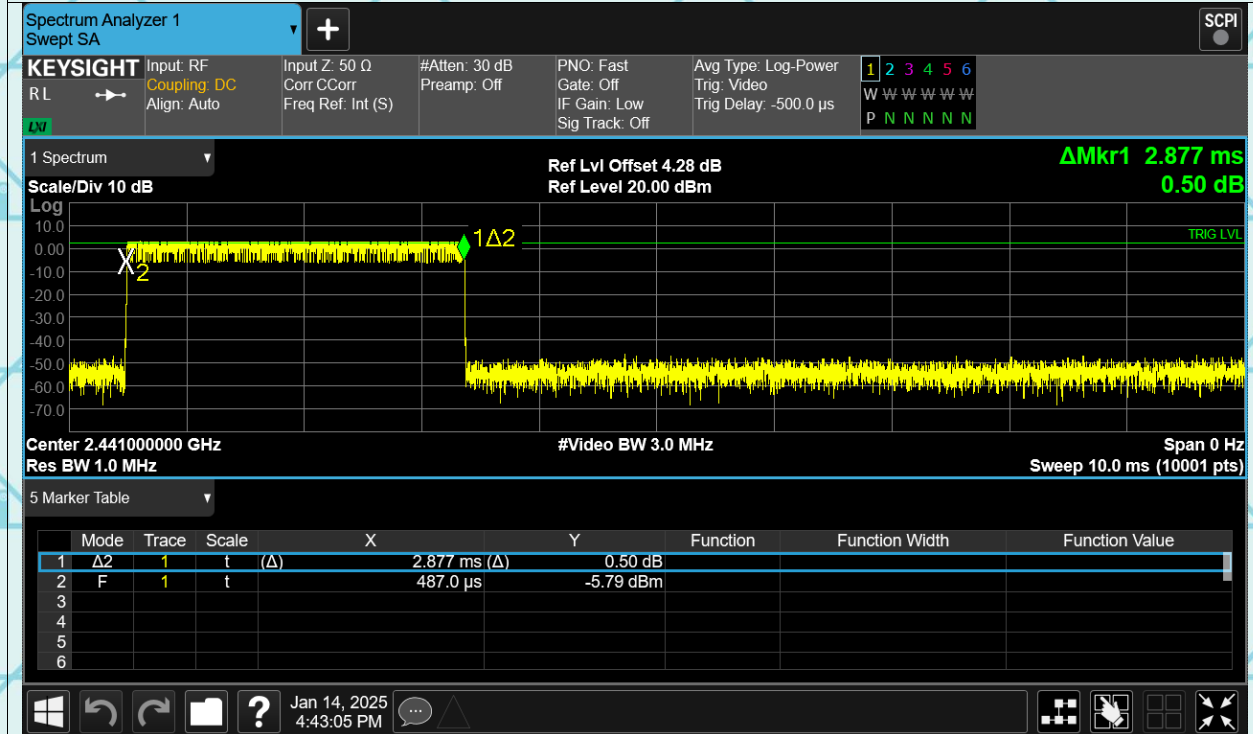 Spectrum Analyzer 1
Swept SA
▼
+
SCPI
KEYSIGHT
RL
LXI
Input: RF
Coupling: DC
Align: Auto
Input Z: 50 Ω
Corr CCorr
Freq Ref: Int (S)
#Atten: 30 dB
Preamp: Off
PNO: Fast
Gate: Off
IF Gain: Low
Sig Track: Off
Avg Type: Log-Power
Trig: Video
Trig Delay: -500.0 µs
1 2 3 4 5 6
W W W W W W
P N N N N N
1 Spectrum ▼
Scale/Div 10 dB
Ref Lvl Offset 4.28 dB
Ref Level 20.00 dBm
ΔMkr1 2.877 ms
0.50 dB
Log
10.0
0.00
-10.0
-20.0
-30.0
-40.0
-50.0
-60.0
-70.0
1Δ2
X2
TRIG LVL
Center 2.441000000 GHz #Video BW 3.0 MHz Span 0 Hz
Res BW 1.0 MHz Sweep 10.0 ms (10001 pts)
5 Marker Table ▼
Mode Trace Scale X Y Function Function Width Function Value
1 Δ2 1 t (Δ) 2.877 ms (Δ) 0.50 dB
2 F 1 t 487.0 µs -5.79 dBm
3
4
5
6
?
Jan 14, 2025
4:43:05 PM